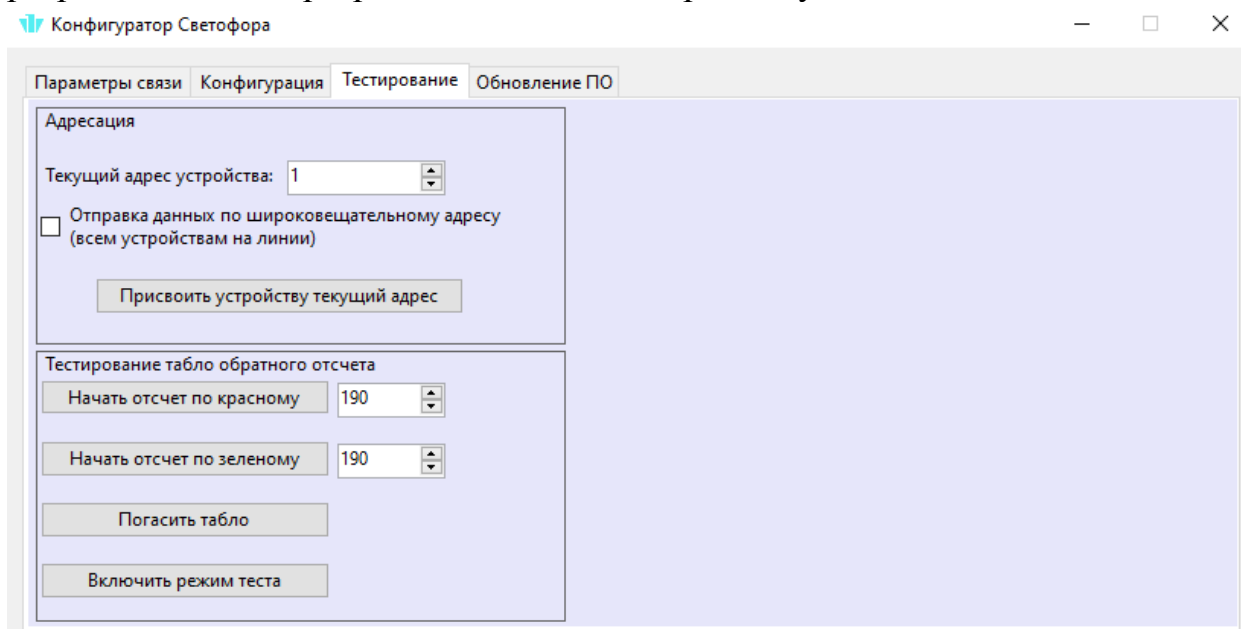 Конфигуратор Светофора
Параметры связи Конфигурация Тестирование Обновление ПО
Адресация
Текущий адрес устройства: 1
Отправка данных по широковещательному адресу
(всем устройствам на линии)
Присвоить устройству текущий адрес
Тестирование табло обратного отсчета
Начать отсчет по красному 190
Начать отсчет по зеленому 190
Погасить табло
Включить режим теста